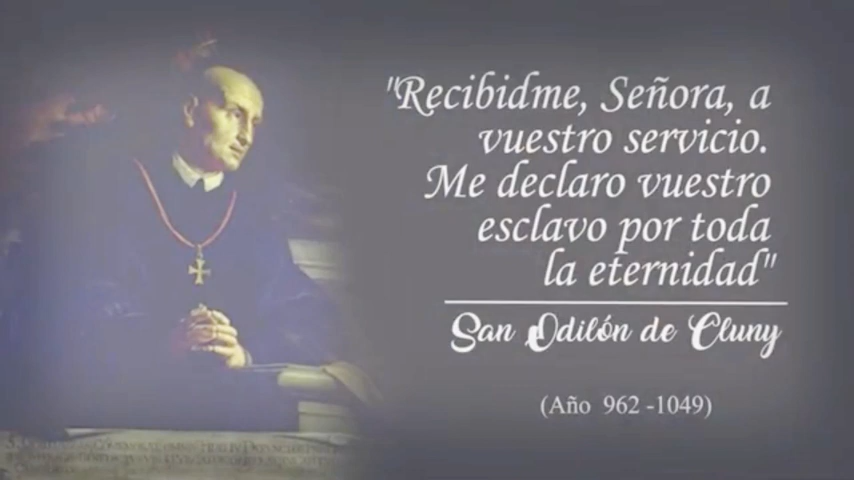 "Recibidme, Señora, a
vuestro servicio.
Me declaro vuestro
esclavo por toda
la eternidad"
San Odilón de Cluny
(Año 962 -1049)